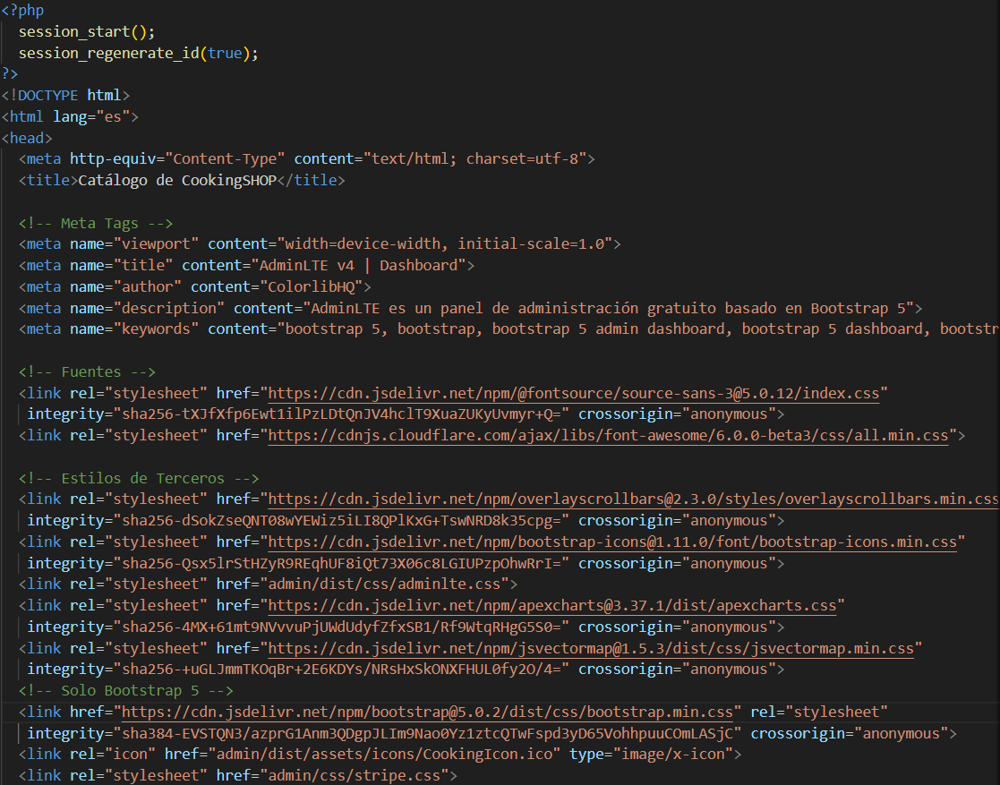 <?php
session_start();
session_regenerate_id(true);
?>
<!DOCTYPE html>
<html lang="es">
<head>
<meta http-equiv="Content-Type" content="text/html; charset=utf-8">
<title>Catálogo de CookingSHOP</title>
<!-- Meta Tags -->
<meta name="viewport" content="width=device-width, initial-scale=1.0">
<meta name="title" content="AdminLTE v4 | Dashboard">
<meta name="author" content="ColorlibHQ">
<meta name="description" content="AdminLTE es un panel de administración gratuito basado en Bootstrap 5">
<meta name="keywords" content="bootstrap 5, bootstrap, bootstrap 5 admin dashboard, bootstrap 5 dashboard, bootstr
<!-- Fuentes -->
<link rel="stylesheet" href="https://cdn.jsdelivr.net/npm/@fontsource/source-sans-3@5.0.12/index.css"
integrity="sha256-tXJfXfp6Ewt1ilPzLDtQnJV4hclT9XuaZUKyUvmyr+Q=" crossorigin="anonymous">
<link rel="stylesheet" href="https://cdnjs.cloudflare.com/ajax/libs/font-awesome/6.0.0-beta3/css/all.min.css">
<!-- Estilos de Terceros -->
<link rel="stylesheet" href="https://cdn.jsdelivr.net/npm/overlayscrollbars@2.3.0/styles/overlayscrollbars.min.css
integrity="sha256-dSokZseQNT08wYEWiz5iLI8QPlKxG+TswNRD8k35cpg=" crossorigin="anonymous">
<link rel="stylesheet" href="https://cdn.jsdelivr.net/npm/bootstrap-icons@1.11.0/font/bootstrap-icons.min.css"
integrity="sha256-Qsx5lrStHZyR9REqhUF8iQt73X06c8LGIUPzpOhwRrI=" crossorigin="anonymous">
<link rel="stylesheet" href="admin/dist/css/adminlte.css">
<link rel="stylesheet" href="https://cdn.jsdelivr.net/npm/apexcharts@3.37.1/dist/apexcharts.css"
integrity="sha256-4MX+61mt9NVvvuPjUWdUdyfZfxSB1/Rf9WtqRHgG5S0=" crossorigin="anonymous">
<link rel="stylesheet" href="https://cdn.jsdelivr.net/npm/jsvectormap@1.5.3/dist/css/jsvectormap.min.css"
integrity="sha256-+uGLJmmTKOqBr+2E6KDYs/NRsHxSkONXFHUL0fy2O/4=" crossorigin="anonymous">
<!-- Solo Bootstrap 5 -->
<link href="https://cdn.jsdelivr.net/npm/bootstrap@5.0.2/dist/css/bootstrap.min.css" rel="stylesheet"
integrity="sha384-EVSTQN3/azprG1Anm3QDgpJLIm9Nao0Yz1ztcQTwFspd3yD65VohhpuuCOmLASjC" crossorigin="anonymous">
<link rel="icon" href="admin/dist/assets/icons/CookingIcon.ico" type="image/x-icon">
<link rel="stylesheet" href="admin/css/stripe.css">